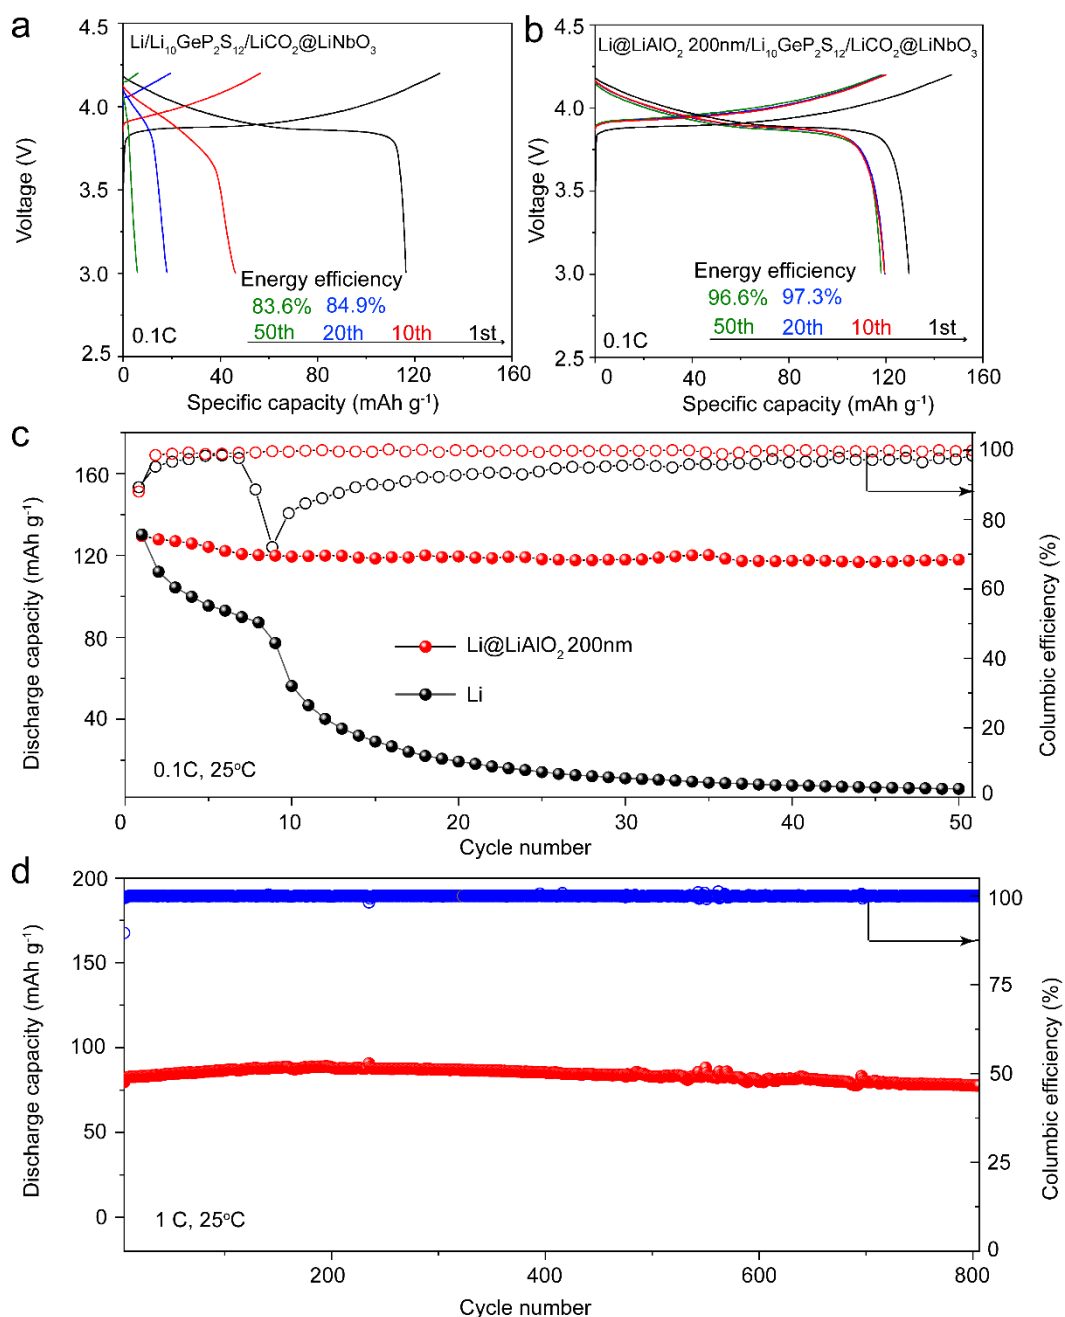 a
Li/Li₁₀GeP₂S₁₂/LiCO₂@LiNbO₃
4.5
4.0
3.5
3.0
2.5
Voltage (V)
Energy efficiency
83.6% 84.9%
50th 20th 10th 1st
0.1C
0 40 80 120 160
Specific capacity (mAh g⁻¹)
b
Li@LiAlO₂ 200nm/Li₁₀GeP₂S₁₂/LiCO₂@LiNbO₃
4.5
4.0
3.5
3.0
2.5
Voltage (V)
Energy efficiency
96.6% 97.3%
50th 20th 10th 1st
0.1C
0 40 80 120 160
Specific capacity (mAh g⁻¹)
c
160
120
80
40
Discharge capacity (mAh g⁻¹)
Li@LiAlO₂ 200nm
Li
0.1C, 25°C
100
80
60
40
20
0
Columbic efficiency (%)
0 10 20 30 40 50
Cycle number
d
200
150
100
50
0
Discharge capacity (mAh g⁻¹)
1 C, 25°C
100
75
50
25
0
Columbic efficiency (%)
200 400 600 800
Cycle number